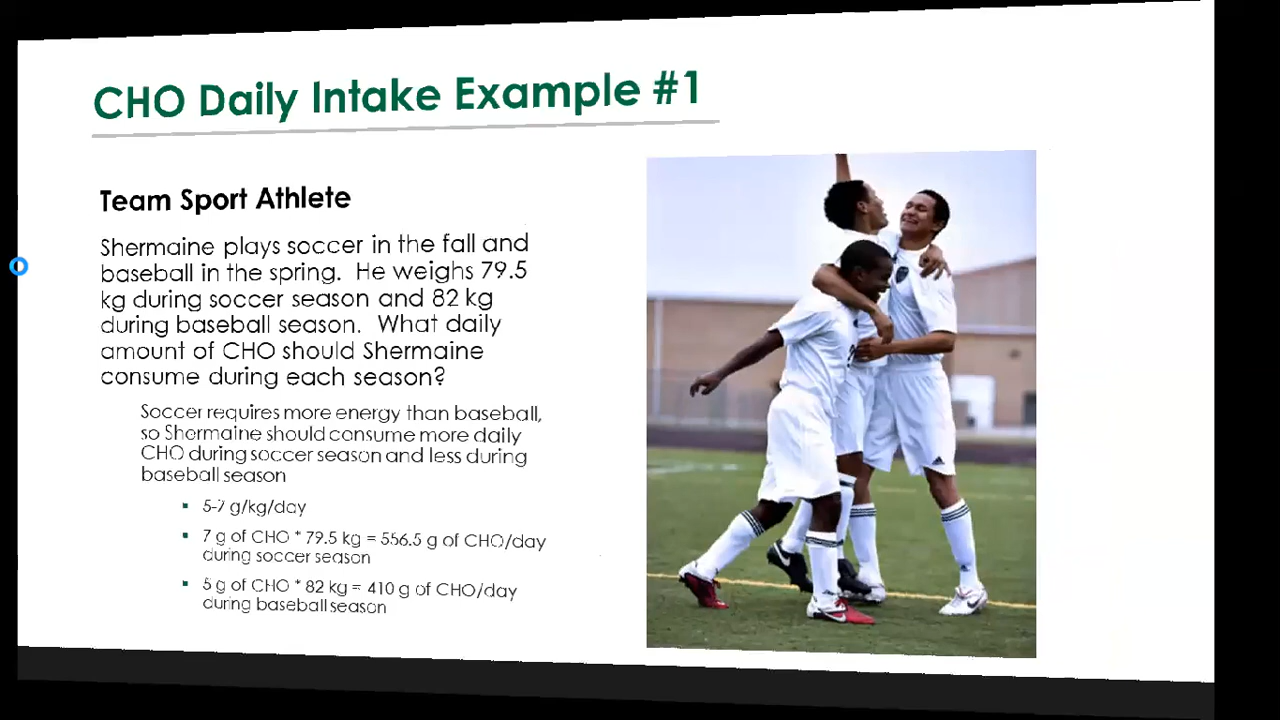 CHO Daily Intake Example #1
Team Sport Athlete
Shermaine plays soccer in the fall and
baseball in the spring. He weighs 79.5
kg during soccer season and 82 kg
during baseball season. What daily
amount of CHO should Shermaine
consume during each season?
Soccer requires more energy than baseball,
so Shermaine should consume more daily
CHO during soccer season and less during
baseball season
▪ 5-7 g/kg/day
▪ 7 g of CHO * 79.5 kg = 556.5 g of CHO/day
during soccer season
▪ 5 g of CHO * 82 kg = 410 g of CHO/day
during baseball season